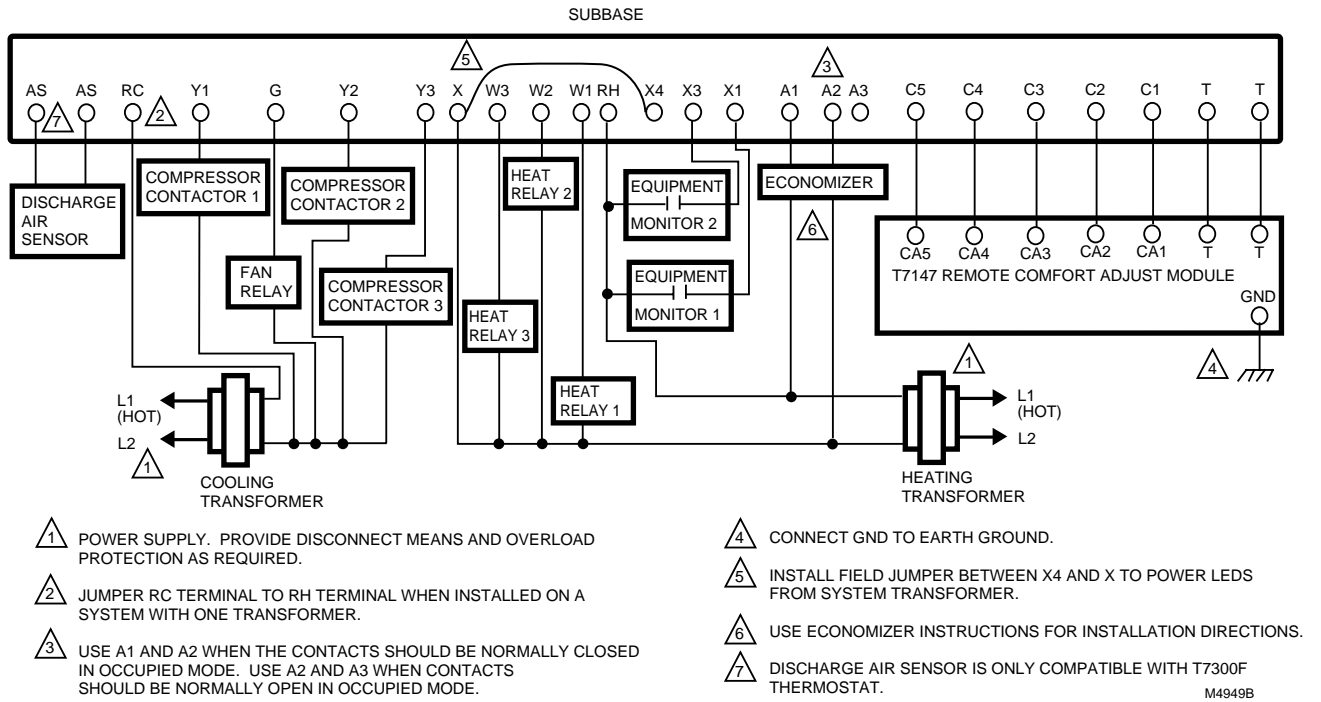 SUBBASE
5
3
AS AS RC Y1 G Y2 Y3 X W3 W2 W1 RH X4 X3 X1 A1 A2 A3 C5 C4 C3 C2 C1 T T
7
2
DISCHARGE
AIR
SENSOR
COMPRESSOR
CONTACTOR 1
COMPRESSOR
CONTACTOR 2
HEAT
RELAY 2
EQUIPMENT
MONITOR 2
ECONOMIZER
6
FAN
RELAY
COMPRESSOR
CONTACTOR 3
HEAT
RELAY 3
EQUIPMENT
MONITOR 1
HEAT
RELAY 1
CA5 CA4 CA3 CA2 CA1 T T
T7147 REMOTE COMFORT ADJUST MODULE
GND
1
4
L1
(HOT)
L2
1
COOLING
TRANSFORMER
L1
(HOT)
L2
HEATING
TRANSFORMER
1 POWER SUPPLY. PROVIDE DISCONNECT MEANS AND OVERLOAD
PROTECTION AS REQUIRED.
2 JUMPER RC TERMINAL TO RH TERMINAL WHEN INSTALLED ON A
SYSTEM WITH ONE TRANSFORMER.
3 USE A1 AND A2 WHEN THE CONTACTS SHOULD BE NORMALLY CLOSED
IN OCCUPIED MODE. USE A2 AND A3 WHEN CONTACTS
SHOULD BE NORMALLY OPEN IN OCCUPIED MODE.
4 CONNECT GND TO EARTH GROUND.
5 INSTALL FIELD JUMPER BETWEEN X4 AND X TO POWER LEDS
FROM SYSTEM TRANSFORMER.
6 USE ECONOMIZER INSTRUCTIONS FOR INSTALLATION DIRECTIONS.
7 DISCHARGE AIR SENSOR IS ONLY COMPATIBLE WITH T7300F
THERMOSTAT.
M4949B